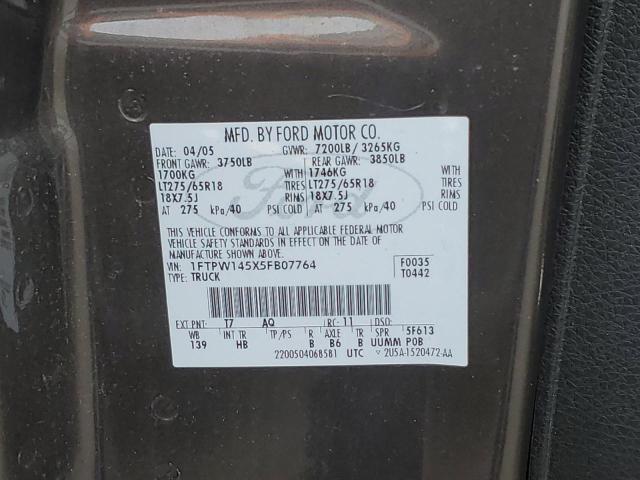 MFD. BY FORD MOTOR CO.
DATE: 04/05 GVWR: 7200LB/ 3265KG
FRONT GAWR: 3750LB REAR GAWR: 3850LB
1700KG WITH 1746KG WITH
LT275/65R18 TIRES LT275/65R18 TIRES
18X7.5J RIMS 18X7.5J RIMS
AT 275 kPa/40 PSI COLD AT 275 kPa/40 PSI COLD
Ford
THIS VEHICLE CONFORMS TO ALL APPLICABLE FEDERAL MOTOR
VEHICLE SAFETY STANDARDS IN EFFECT ON THE DATE OF
MANUFACTURE SHOWN ABOVE.
VIN: 1FTPW145X5FB07764 F0035
TYPE: TRUCK T0442
EXT PNT: T7 AQ RC: 11 DSO:
WB INT TR TP/PS R AXLE TR SPR 5F613
139 HB B B6 B UUMM POB
2200504068581 UTC 2U5A-1520472-AA